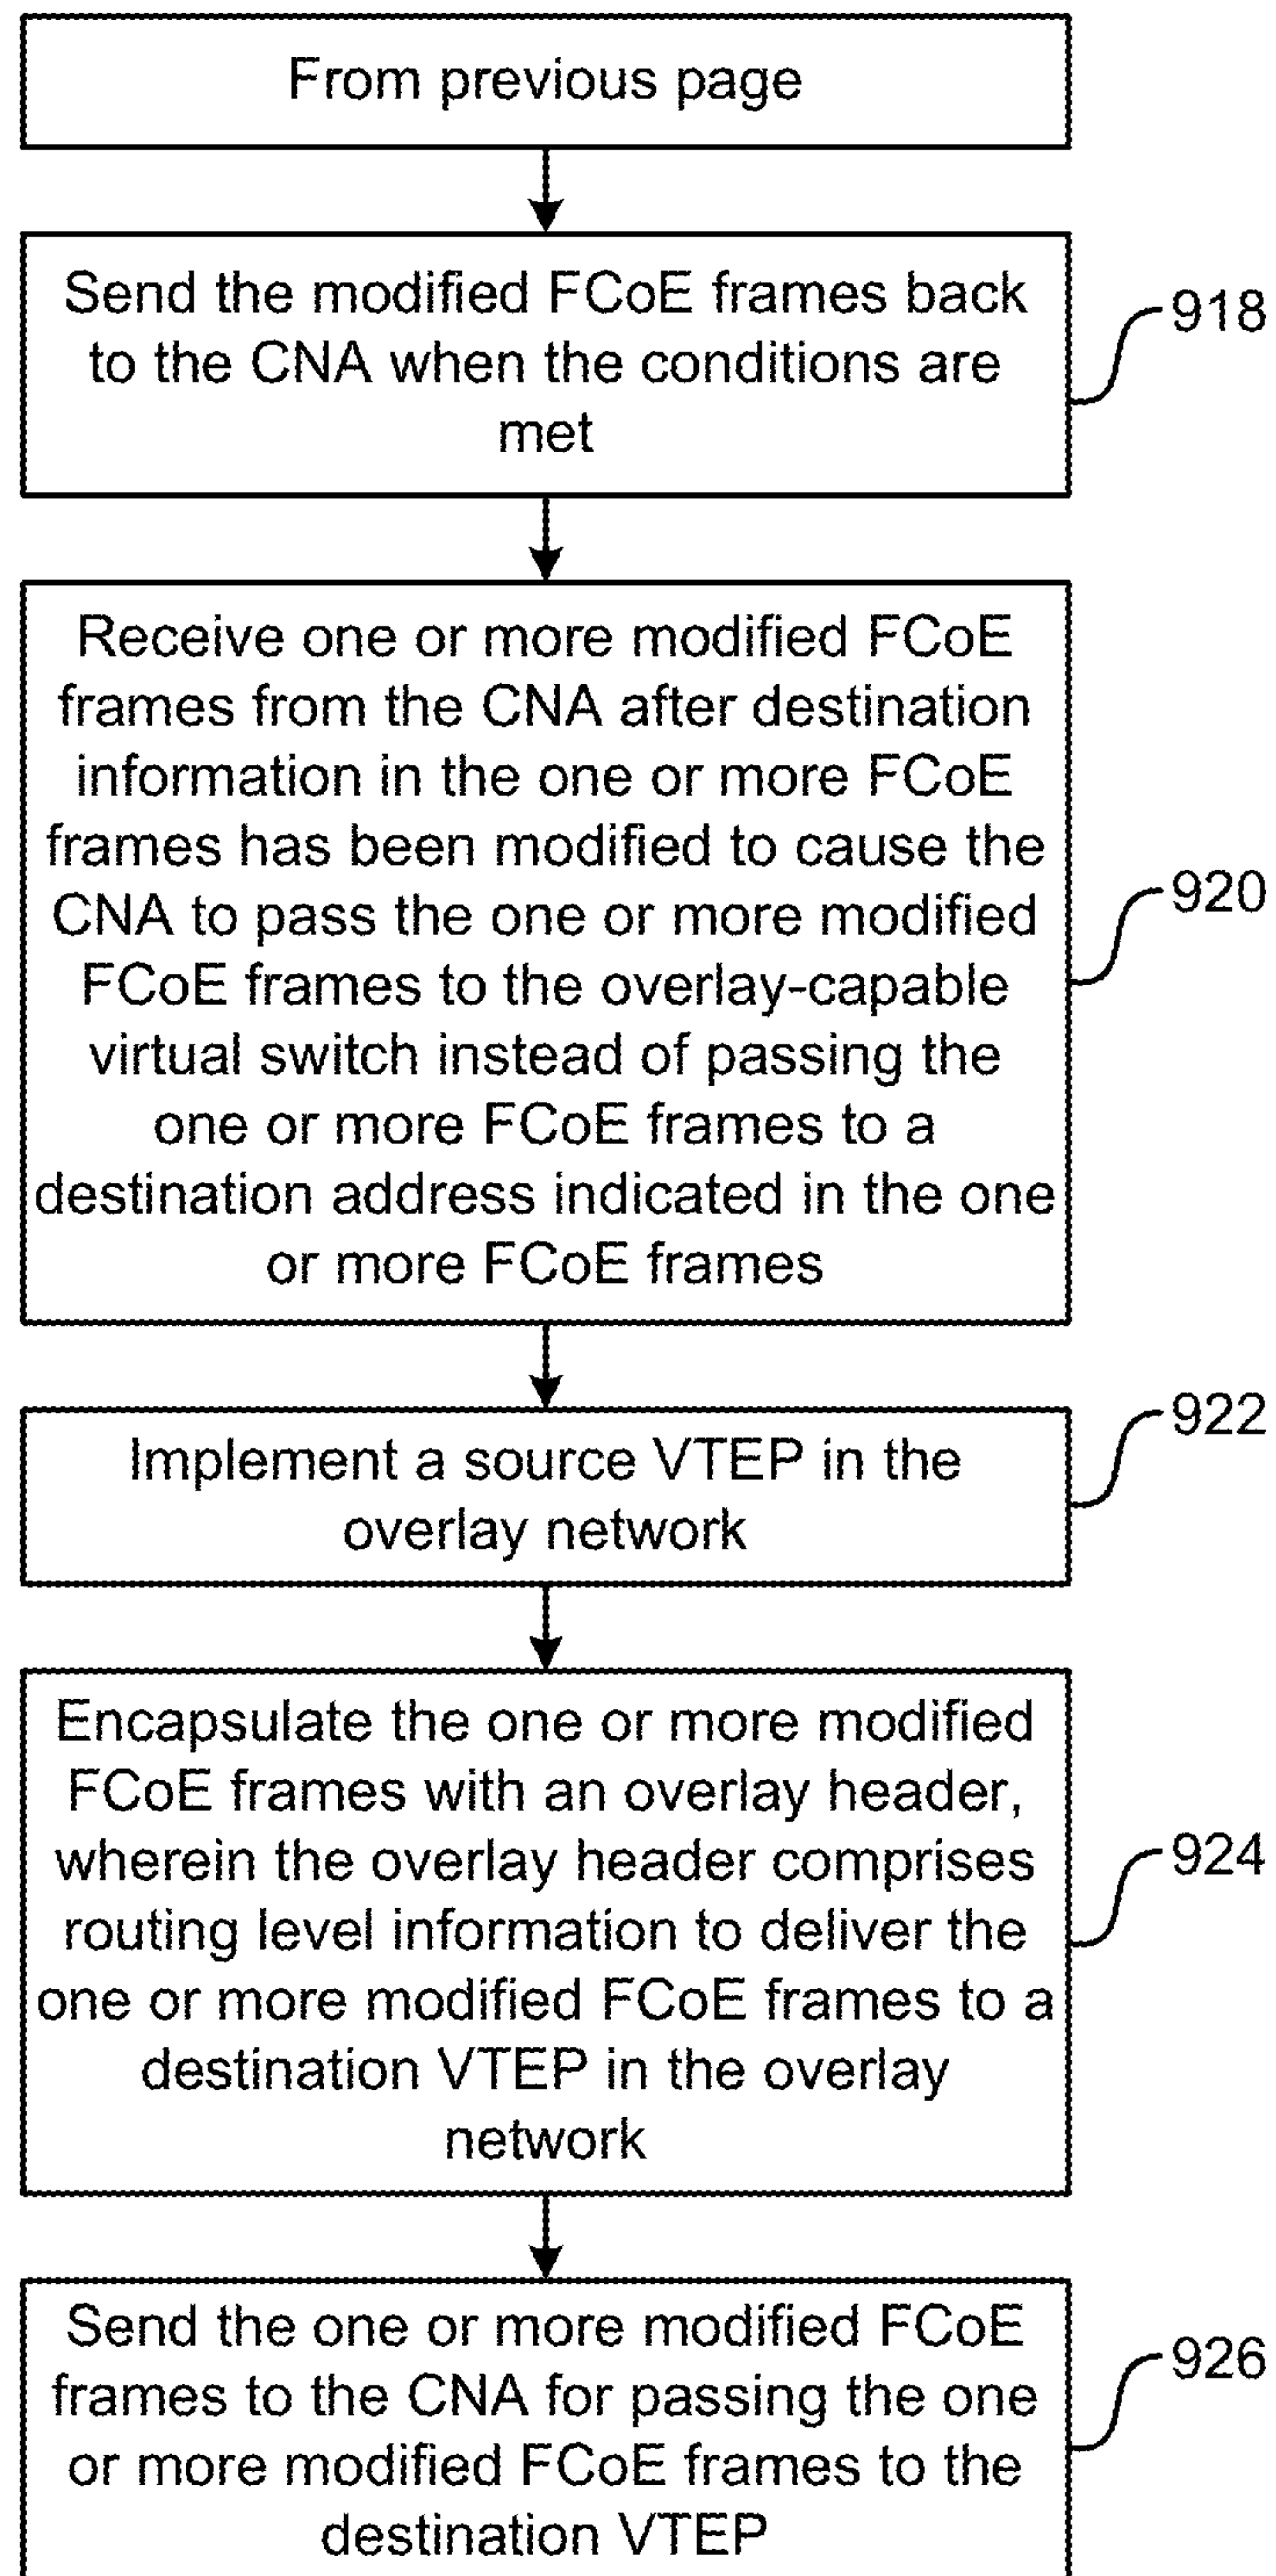 From previous page
Send the modified FCoE frames back
to the CNA when the conditions are
met
918
Receive one or more modified FCoE
frames from the CNA after destination
information in the one or more FCoE
frames has been modified to cause the
CNA to pass the one or more modified
FCoE frames to the overlay-capable
virtual switch instead of passing the
one or more FCoE frames to a
destination address indicated in the one
or more FCoE frames
920
Implement a source VTEP in the
overlay network
922
Encapsulate the one or more modified
FCoE frames with an overlay header,
wherein the overlay header comprises
routing level information to deliver the
one or more modified FCoE frames to a
destination VTEP in the overlay
network
924
Send the one or more modified FCoE
frames to the CNA for passing the one
or more modified FCoE frames to the
destination VTEP
926